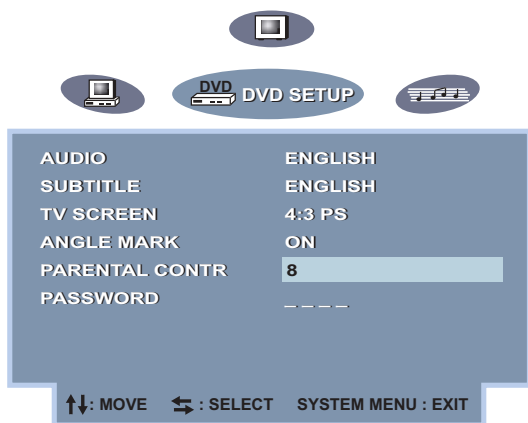 DVD DVD SETUP
AUDIO ENGLISH
SUBTITLE ENGLISH
TV SCREEN 4:3 PS
ANGLE MARK ON
PARENTAL CONTR 8
PASSWORD _ _ _ _
: MOVE : SELECT SYSTEM MENU : EXIT